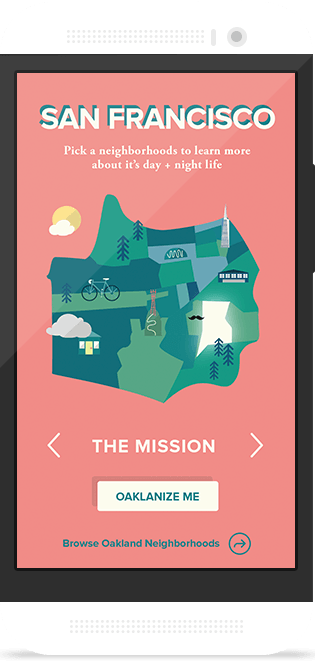 SAN FRANCISCO
Pick a neighborhoods to learn more
about it's day + night life
THE MISSION
OAKLANIZE ME
Browse Oakland Neighborhoods